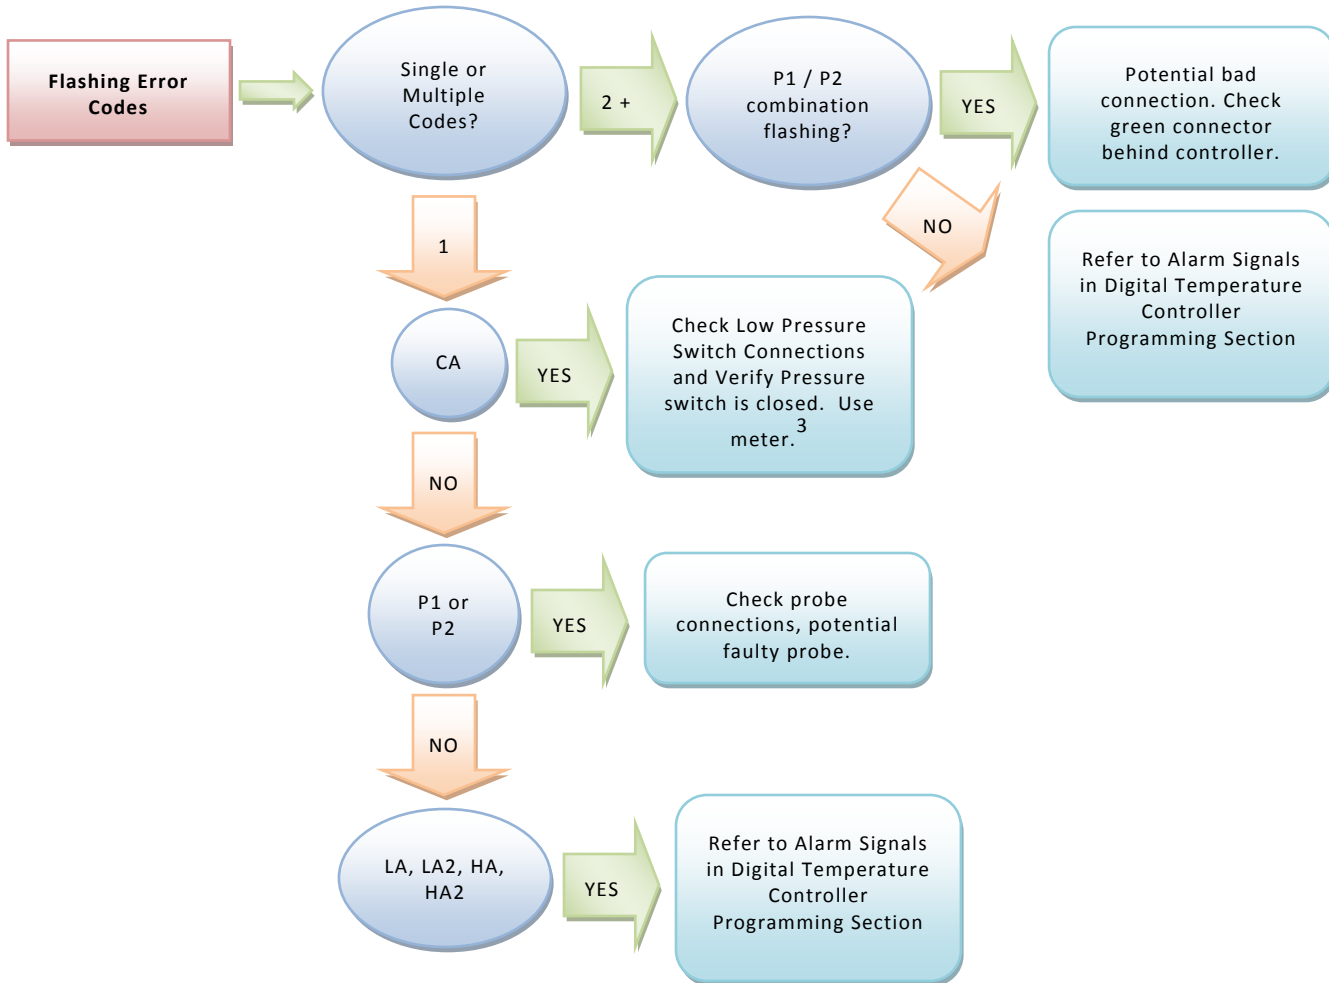 Flashing Error
Codes
Single or
Multiple
Codes?
2 +
P1 / P2
combination
flashing?
YES
Potential bad
connection. Check
green connector
behind controller.
NO
Refer to Alarm Signals
in Digital Temperature
Controller
Programming Section
1
CA
YES
Check Low Pressure
Switch Connections
and Verify Pressure
switch is closed. Use
meter.3
NO
P1 or
P2
YES
Check probe
connections, potential
faulty probe.
NO
LA, LA2, HA,
HA2
YES
Refer to Alarm Signals
in Digital Temperature
Controller
Programming Section